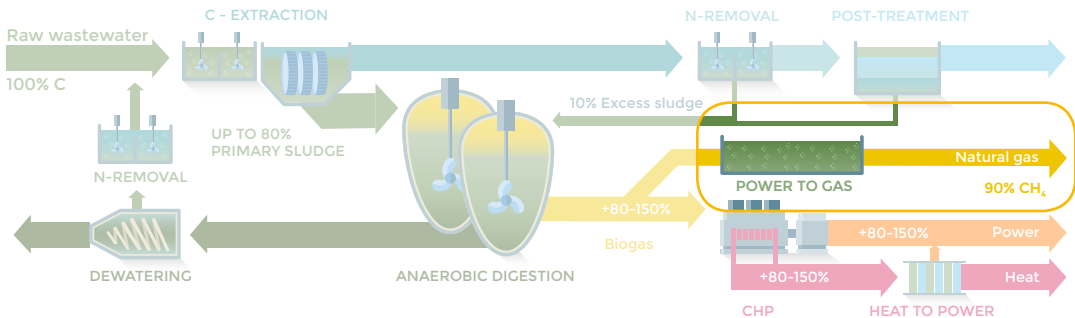 C - EXTRACTION
N-REMOVAL
POST-TREATMENT
Raw wastewater
100% C
10% Excess sludge
UP TO 80%
PRIMARY SLUDGE
N-REMOVAL
Natural gas
POWER TO GAS
90% CH₄
+80-150%
Biogas
+80-150%
Power
DEWATERING
ANAEROBIC DIGESTION
+80-150%
Heat
CHP
HEAT TO POWER